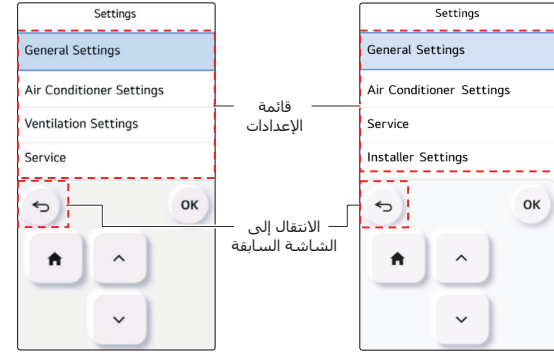 Settings
General Settings
Air Conditioner Settings
Ventilation Settings
Service
OK
قائمة
الإعدادات
الانتقال إلى
الشاشة السابقة
Settings
General Settings
Air Conditioner Settings
Service
Installer Settings
OK